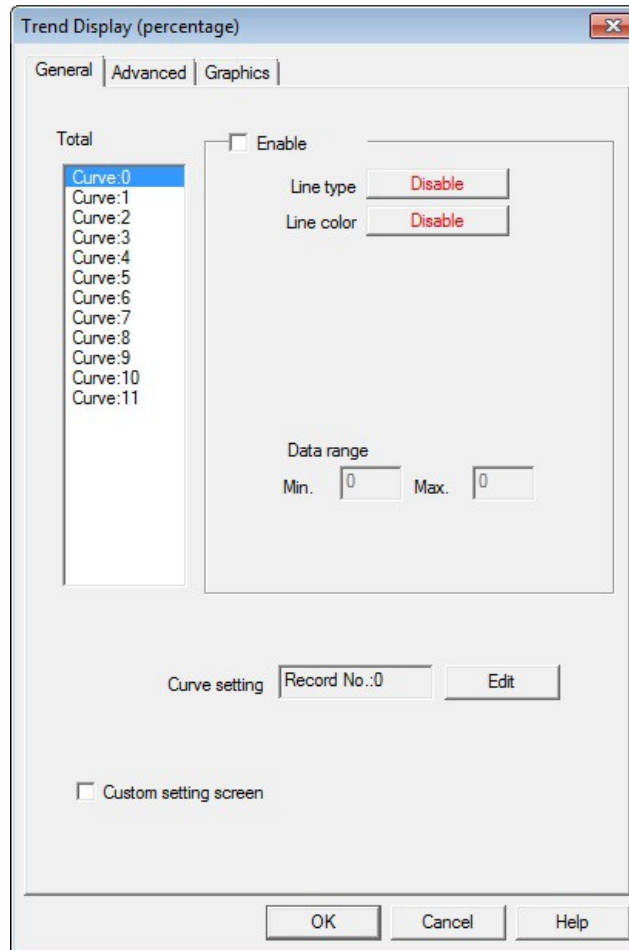 Trend Display (percentage)
General Advanced Graphics
Total
Enable
Curve:0
Curve:1
Curve:2
Curve:3
Curve:4
Curve:5
Curve:6
Curve:7
Curve:8
Curve:9
Curve:10
Curve:11
Line type Disable
Line color Disable
Data range
Min. 0 Max. 0
Curve setting Record No.:0 Edit
Custom setting screen
OK Cancel Help